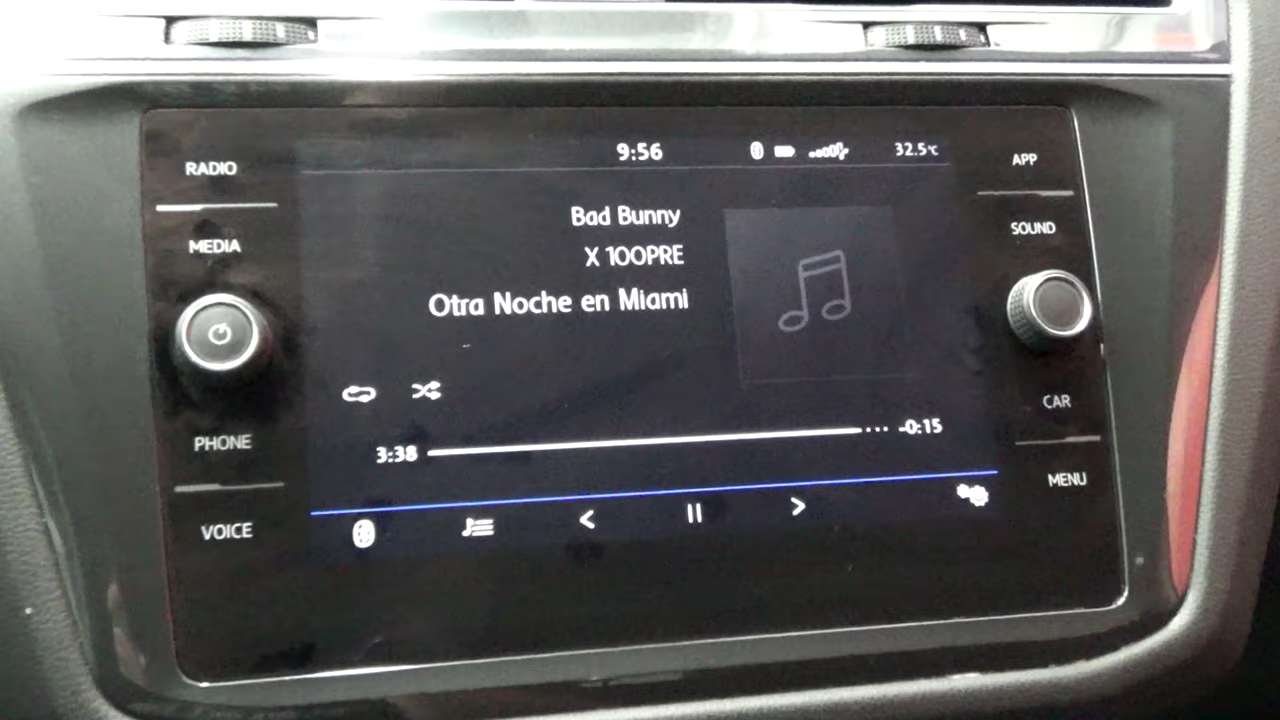 RADIO
MEDIA
PHONE
VOICE
9:56
32.5°C
Bad Bunny
X 100PRE
Otra Noche en Miami
3:38
-0:15
APP
SOUND
CAR
MENU